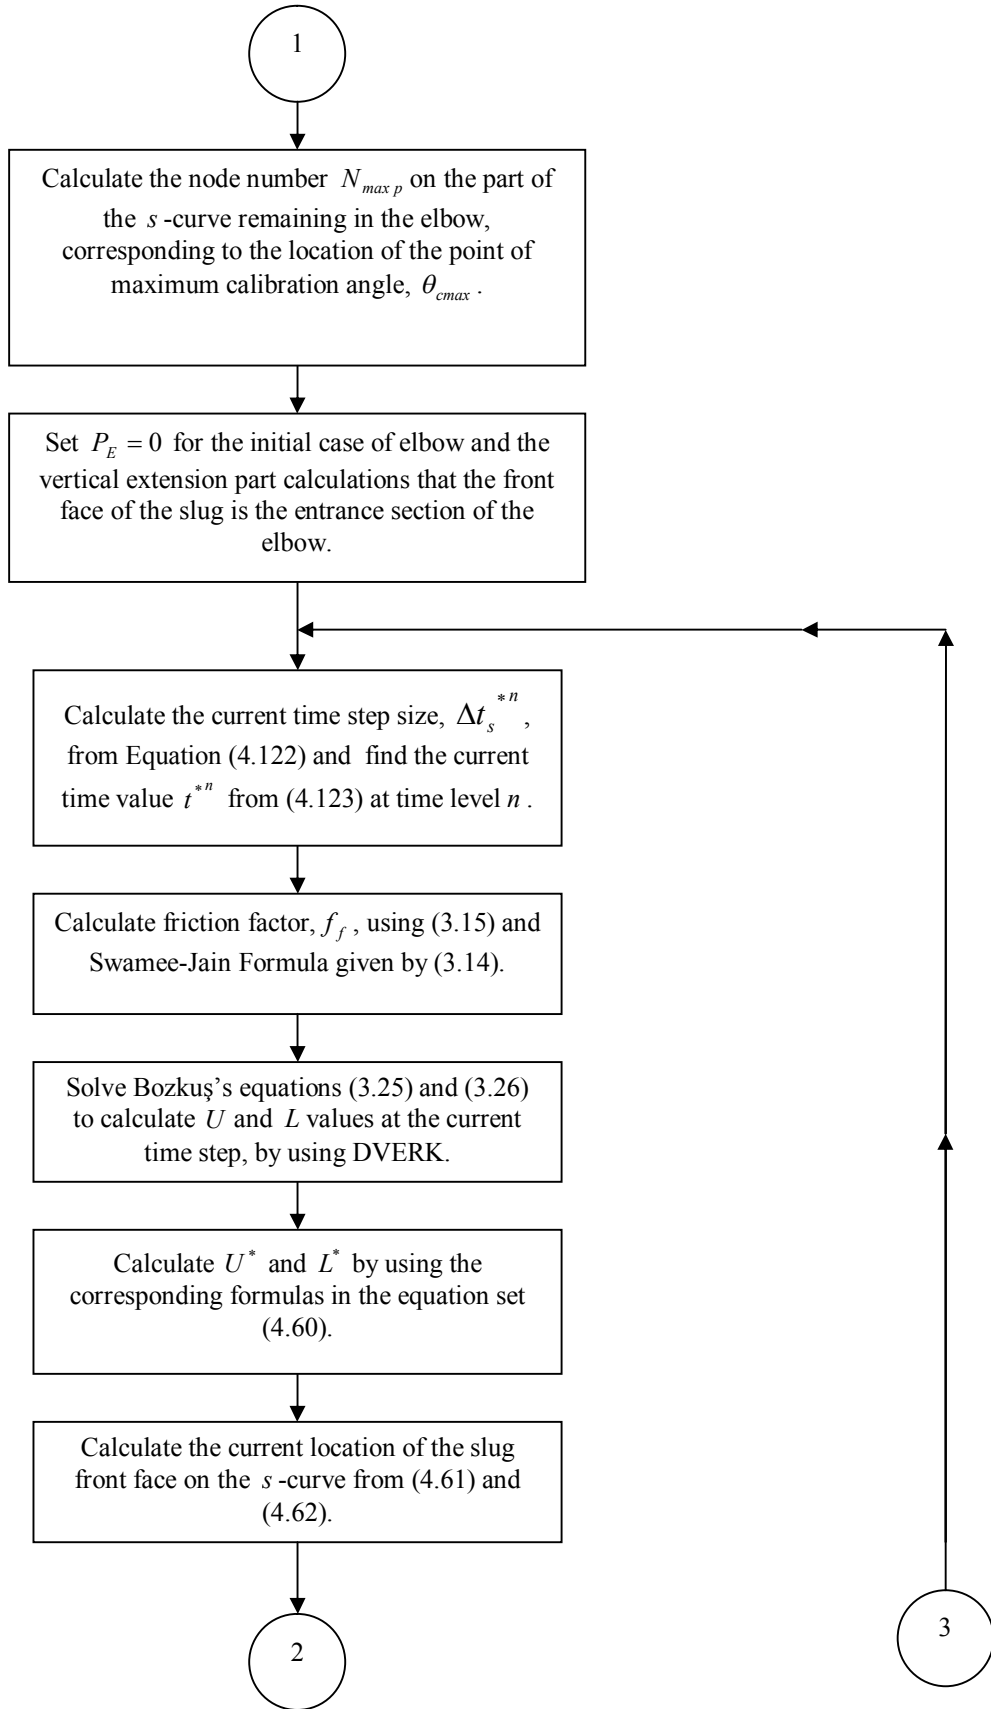 1
Calculate the node number N_{max p} on the part of
the s -curve remaining in the elbow,
corresponding to the location of the point of
maximum calibration angle, θ_{cmax} .
Set P_E = 0 for the initial case of elbow and the
vertical extension part calculations that the front
face of the slug is the entrance section of the
elbow.
Calculate the current time step size, Δt_s^{*n} ,
from Equation (4.122) and find the current
time value t^{*n} from (4.123) at time level n .
Calculate friction factor, f_f , using (3.15) and
Swamee-Jain Formula given by (3.14).
Solve Bozkuş's equations (3.25) and (3.26)
to calculate U and L values at the current
time step, by using DVERK.
Calculate U^* and L^* by using the
corresponding formulas in the equation set
(4.60).
Calculate the current location of the slug
front face on the s -curve from (4.61) and
(4.62).
2
3